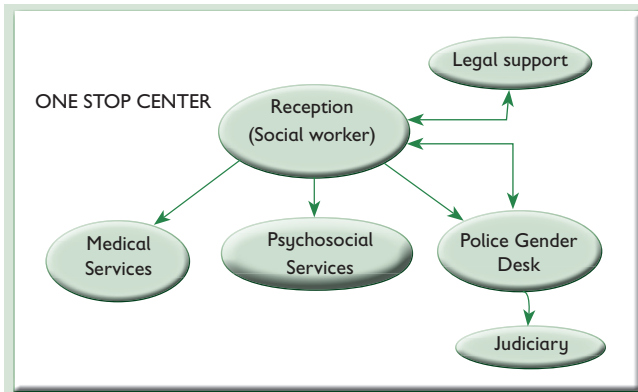 Legal support
ONE STOP CENTER
Reception
(Social worker)
Medical
Services
Psychosocial
Services
Police Gender
Desk
Judiciary